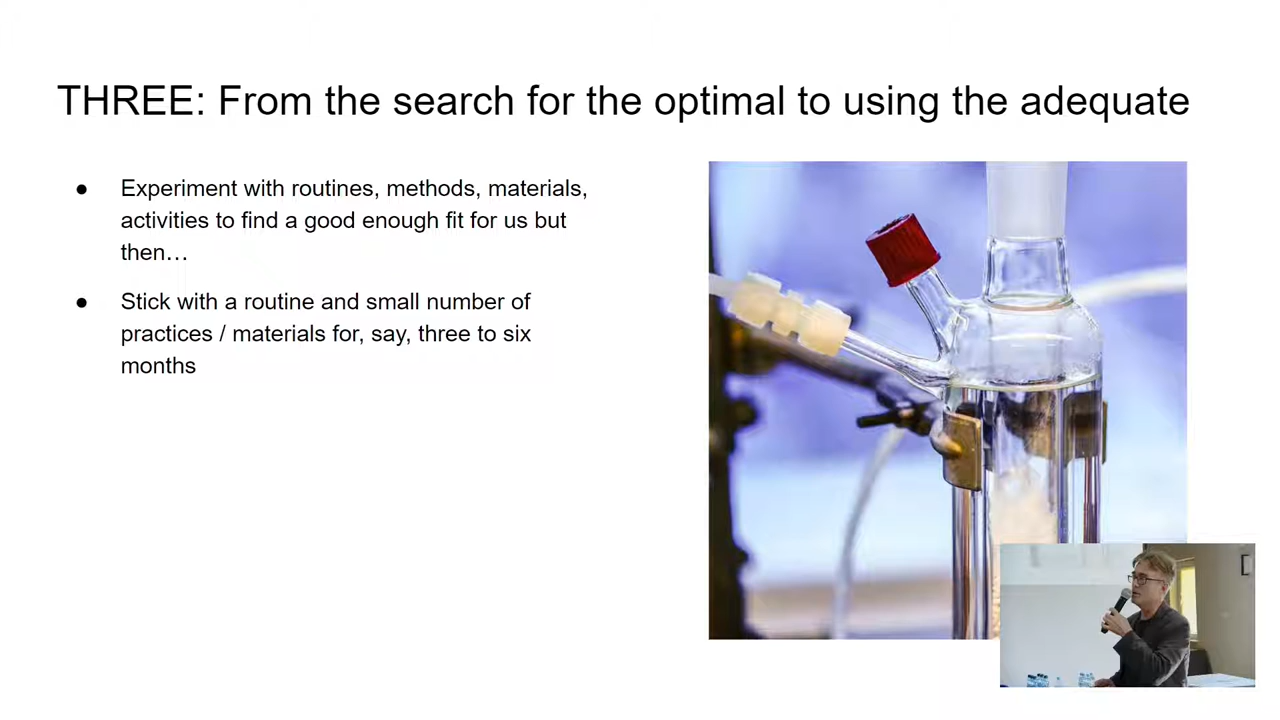 THREE: From the search for the optimal to using the adequate
● Experiment with routines, methods, materials,
activities to find a good enough fit for us but
then…
● Stick with a routine and small number of
practices / materials for, say, three to six
months